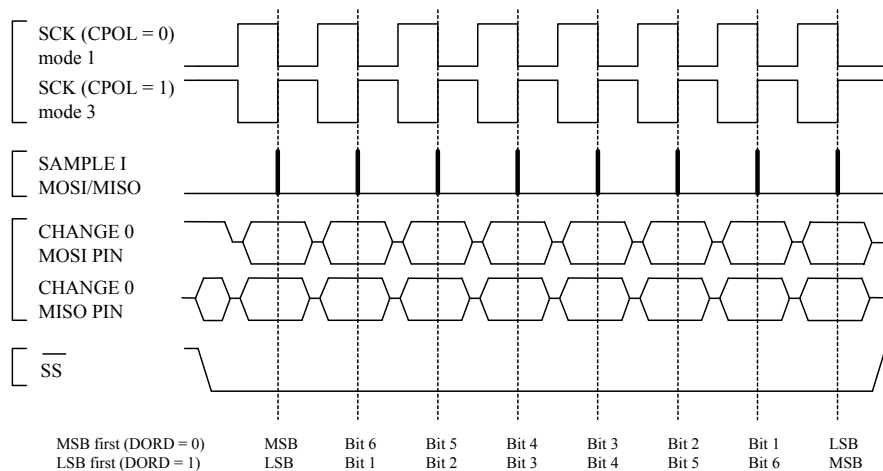 SCK (CPOL = 0)
mode 1
SCK (CPOL = 1)
mode 3
SAMPLE I
MOSI/MISO
CHANGE 0
MOSI PIN
CHANGE 0
MISO PIN
SS
MSB first (DORD = 0) MSB Bit 6 Bit 5 Bit 4 Bit 3 Bit 2 Bit 1 LSB
LSB first (DORD = 1) LSB Bit 1 Bit 2 Bit 3 Bit 4 Bit 5 Bit 6 MSB